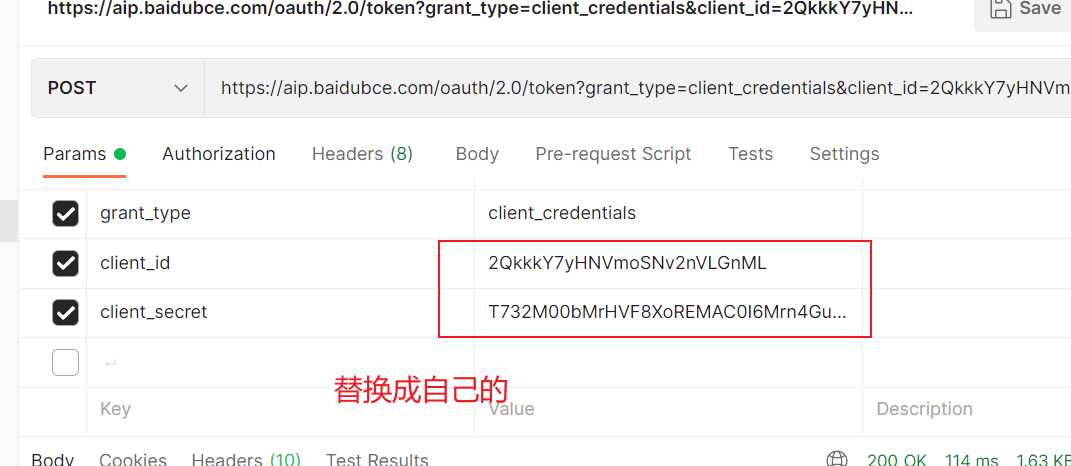 https://aip.baidubce.com/oauth/2.0/token?grant_type=client_credentials&client_id=2QkkkY7yHN... Save
POST https://aip.baidubce.com/oauth/2.0/token?grant_type=client_credentials&client_id=2QkkkY7yHNVm
Params Authorization Headers (8) Body Pre-request Script Tests Settings
grant_type client_credentials
client_id 2QkkkY7yHNVmoSNv2nVLGnML
client_secret T732M00bMrHVF8XoREMAC0I6Mrn4Gu...
替换成自己的
Key Value Description
Body Cookies Headers (10) Test Results 200 OK 114 ms 1.63 KB